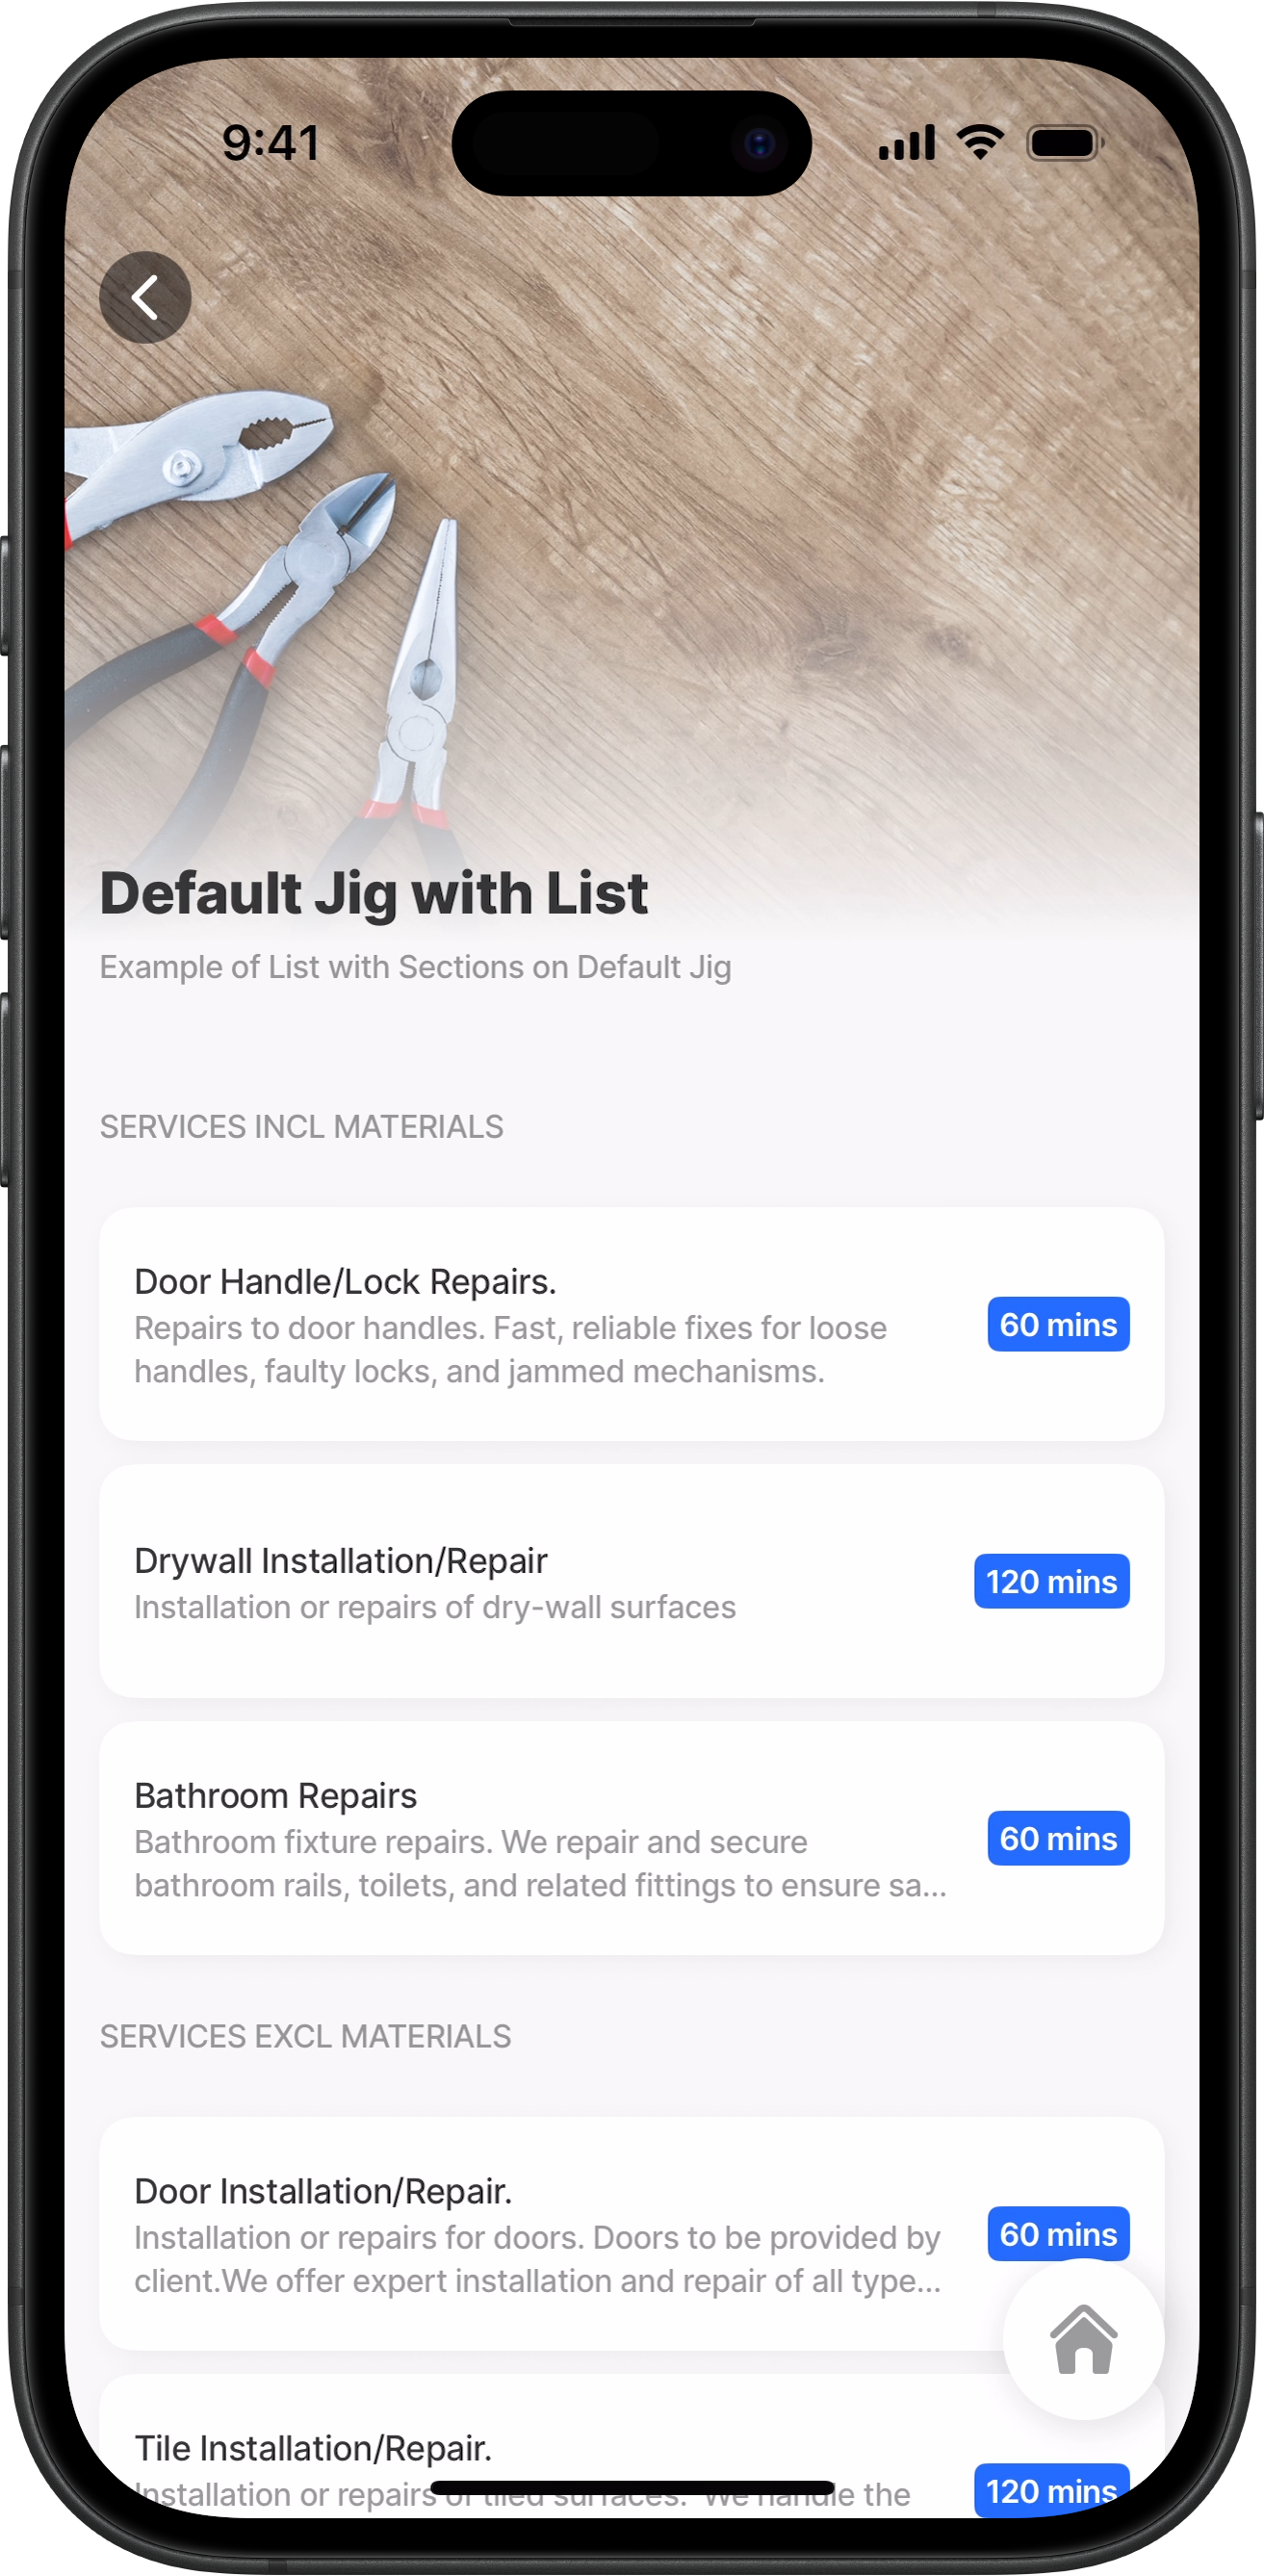 9:41
Default Jig with List
Example of List with Sections on Default Jig
SERVICES INCL MATERIALS
Door Handle/Lock Repairs.
Repairs to door handles. Fast, reliable fixes for loose
handles, faulty locks, and jammed mechanisms.
60 mins
Drywall Installation/Repair
Installation or repairs of dry-wall surfaces
120 mins
Bathroom Repairs
Bathroom fixture repairs. We repair and secure
bathroom rails, toilets, and related fittings to ensure sa...
60 mins
SERVICES EXCL MATERIALS
Door Installation/Repair.
Installation or repairs for doors. Doors to be provided by
client.We offer expert installation and repair of all type...
60 mins
Tile Installation/Repair.
Installation or repairs of tiled surfaces. We handle the
120 mins